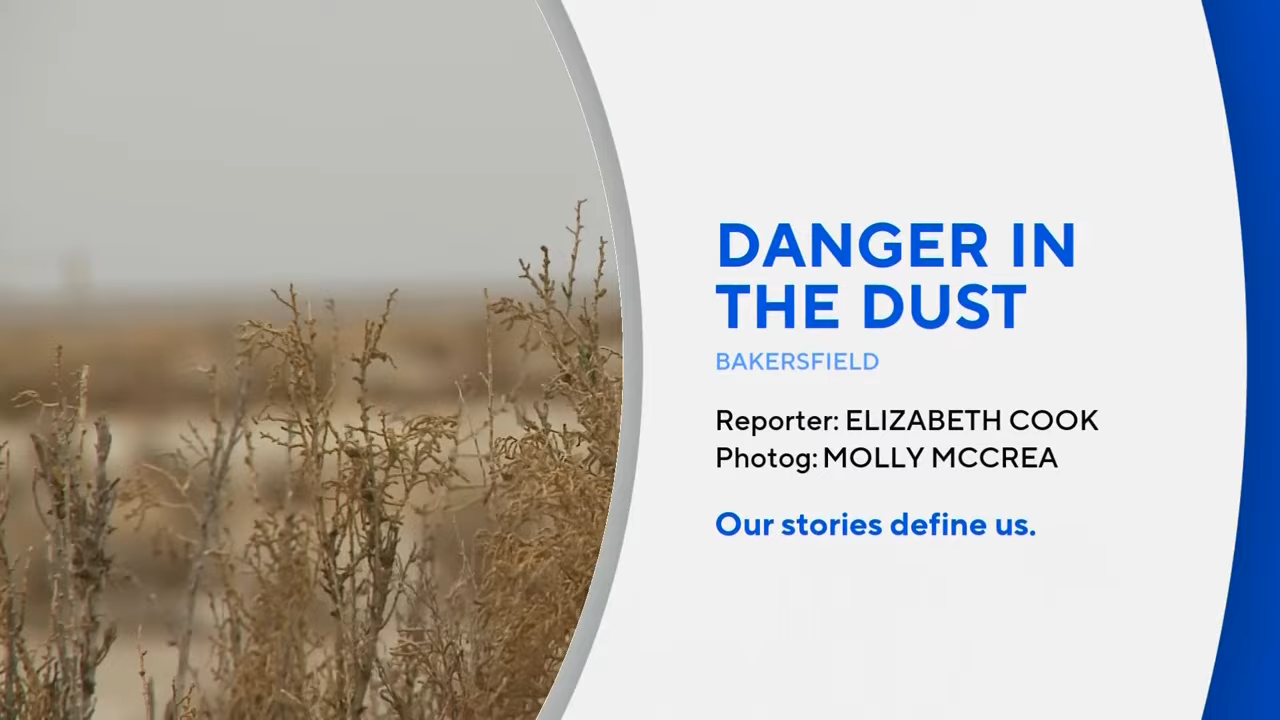 DANGER IN
THE DUST
BAKERSFIELD
Reporter: ELIZABETH COOK
Photog: MOLLY MCCREA
Our stories define us.